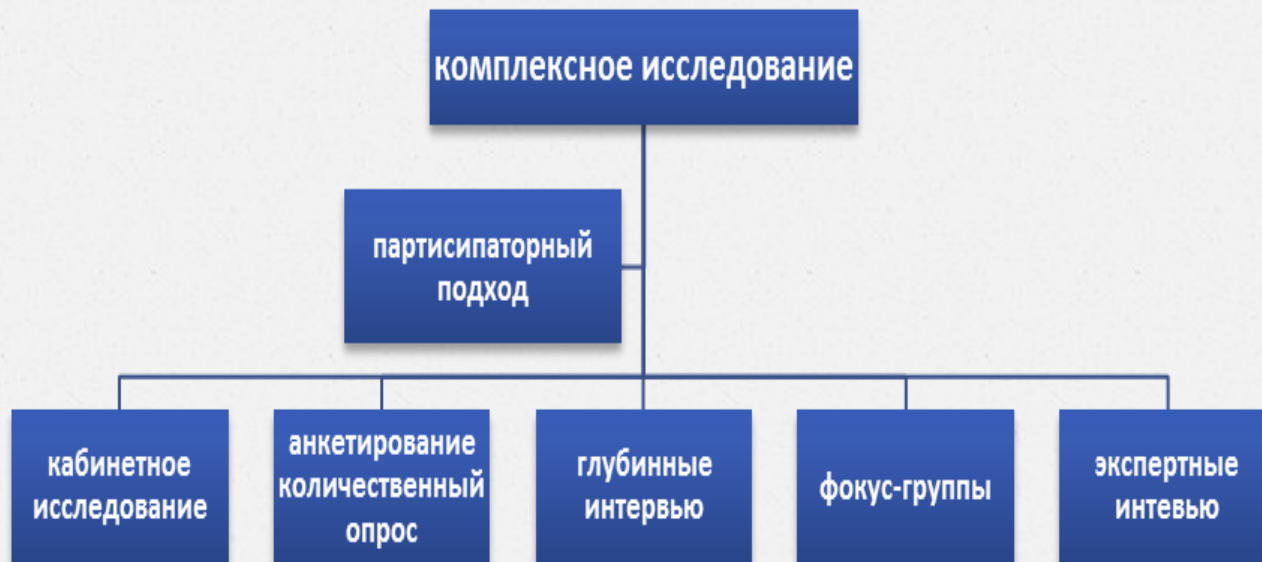 комплексное исследование
партисипаторный
подход
кабинетное
исследование
анкетирование
количественный
опрос
глубинные
интервью
фокус-группы
экспертные
интевью